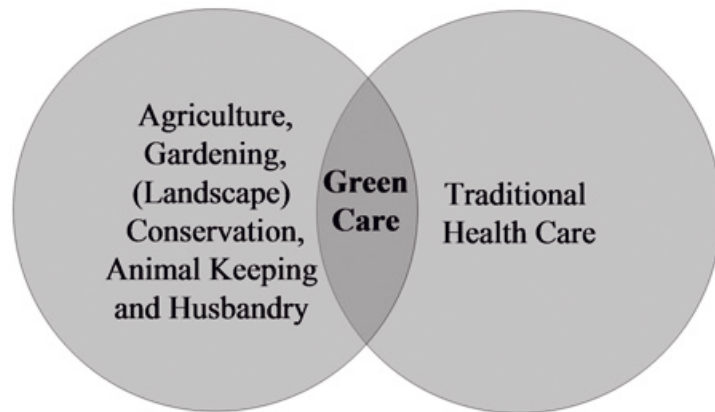 Agriculture,
Gardening,
(Landscape)
Conservation,
Animal Keeping
and Husbandry
Green
Care
Traditional
Health Care